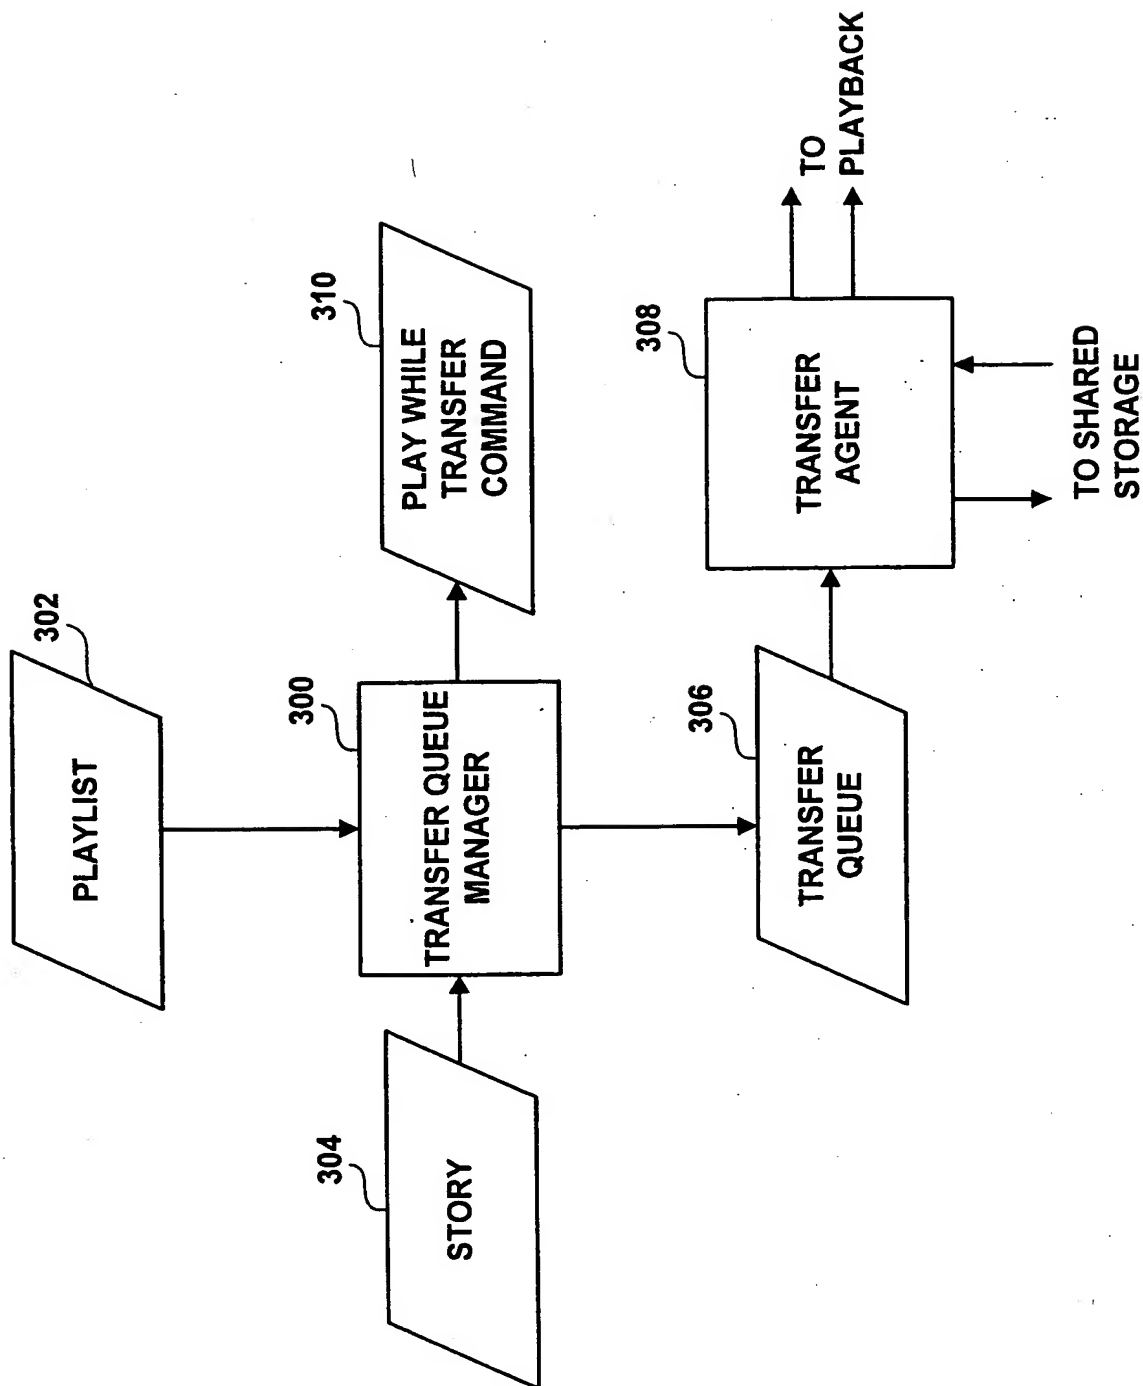 302
PLAYLIST
304
STORY
300
TRANSFER QUEUE
MANAGER
310
PLAY WHILE
TRANSFER
COMMAND
306
TRANSFER
QUEUE
308
TRANSFER
AGENT
TO
PLAYBACK
TO SHARED
STORAGE